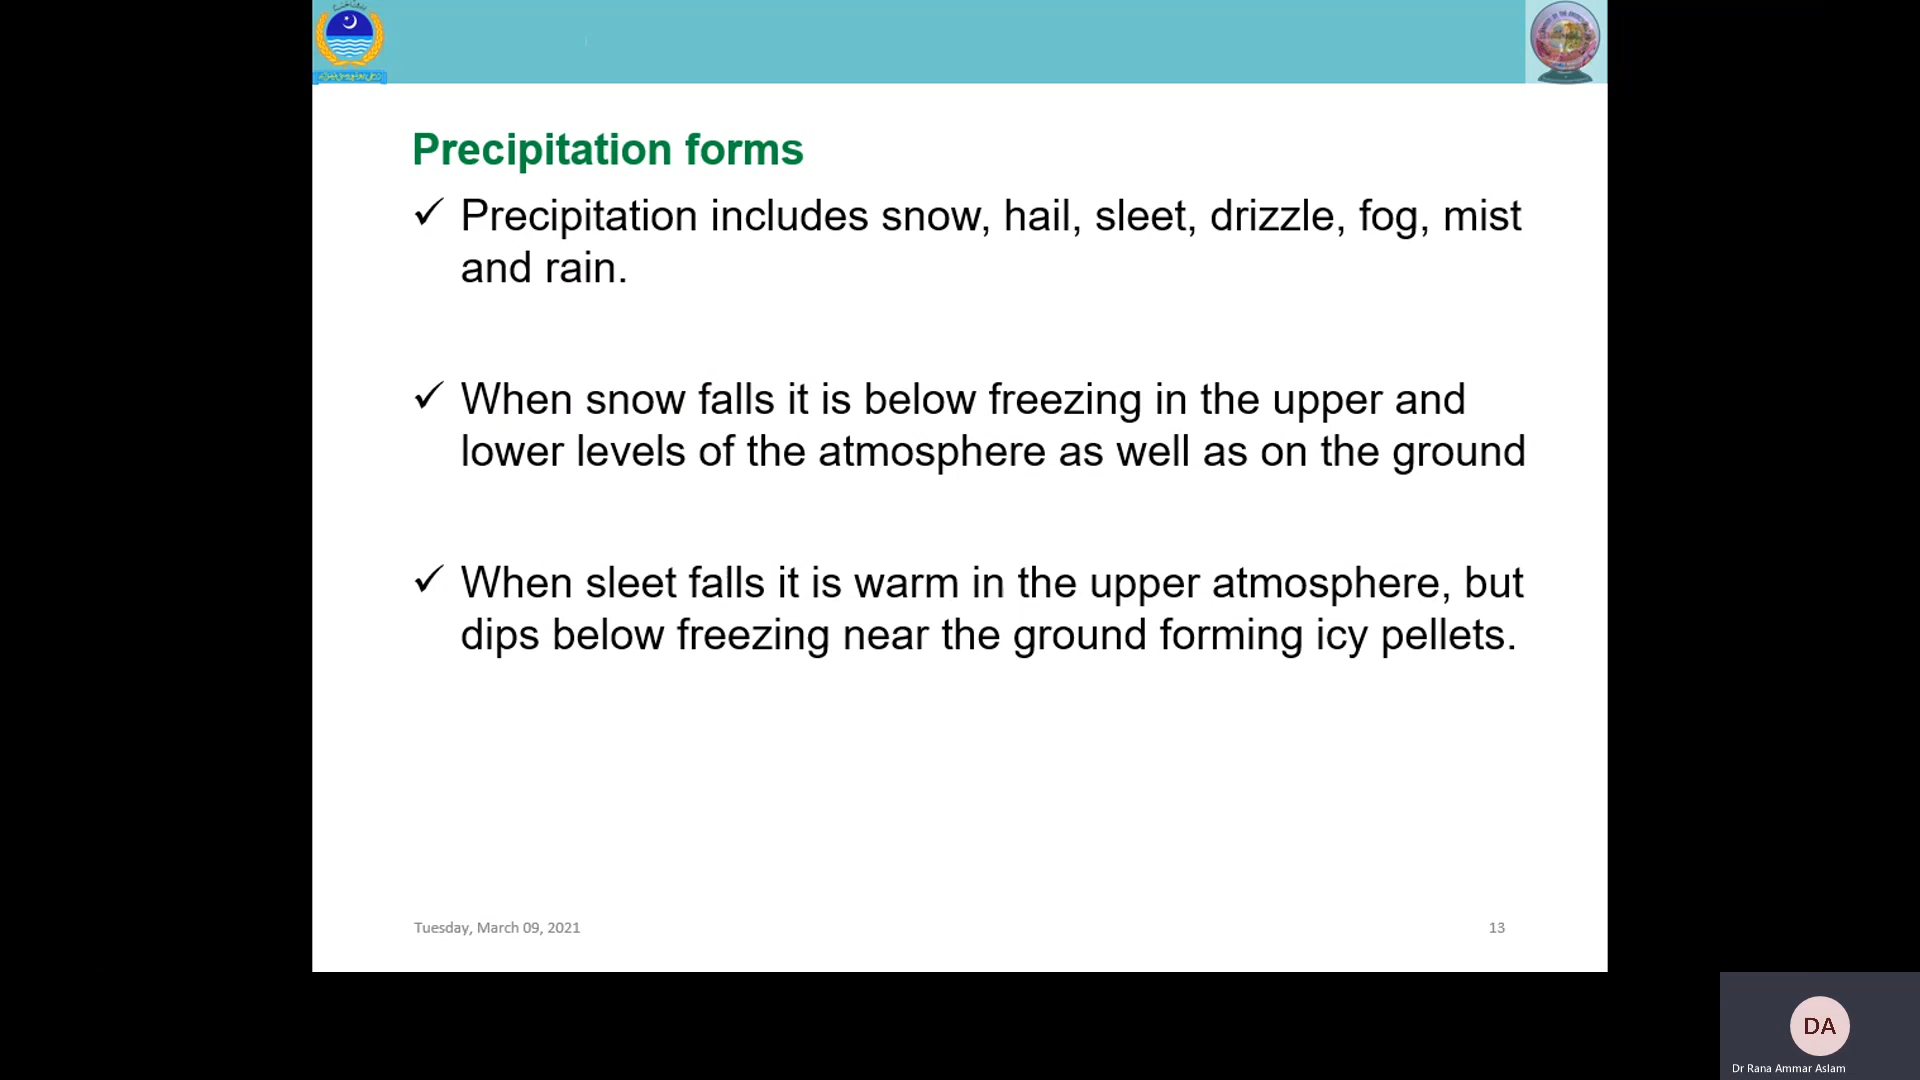 Precipitation forms
✓ Precipitation includes snow, hail, sleet, drizzle, fog, mist
and rain.
✓ When snow falls it is below freezing in the upper and
lower levels of the atmosphere as well as on the ground
✓ When sleet falls it is warm in the upper atmosphere, but
dips below freezing near the ground forming icy pellets.
Tuesday, March 09, 2021
13
DA
Dr Rana Ammar Aslam